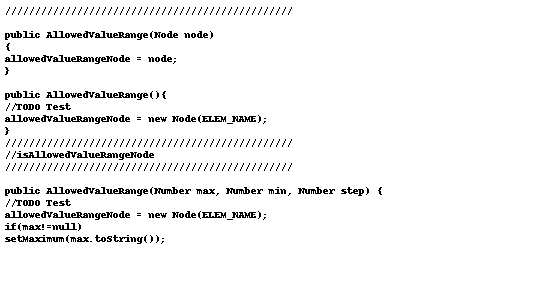 ////////////////////////////////////////////////
public AllowedValueRange(Node node)
{
allowedValueRangeNode = node;
}
public AllowedValueRange(){
//TODO Test
allowedValueRangeNode = new Node(ELEM_NAME);
}
////////////////////////////////////////////////
//isAllowedValueRangeNode
////////////////////////////////////////////////
public AllowedValueRange(Number max, Number min, Number step) {
//TODO Test
allowedValueRangeNode = new Node(ELEM_NAME);
if(max!=null)
setMaximum(max.toString());